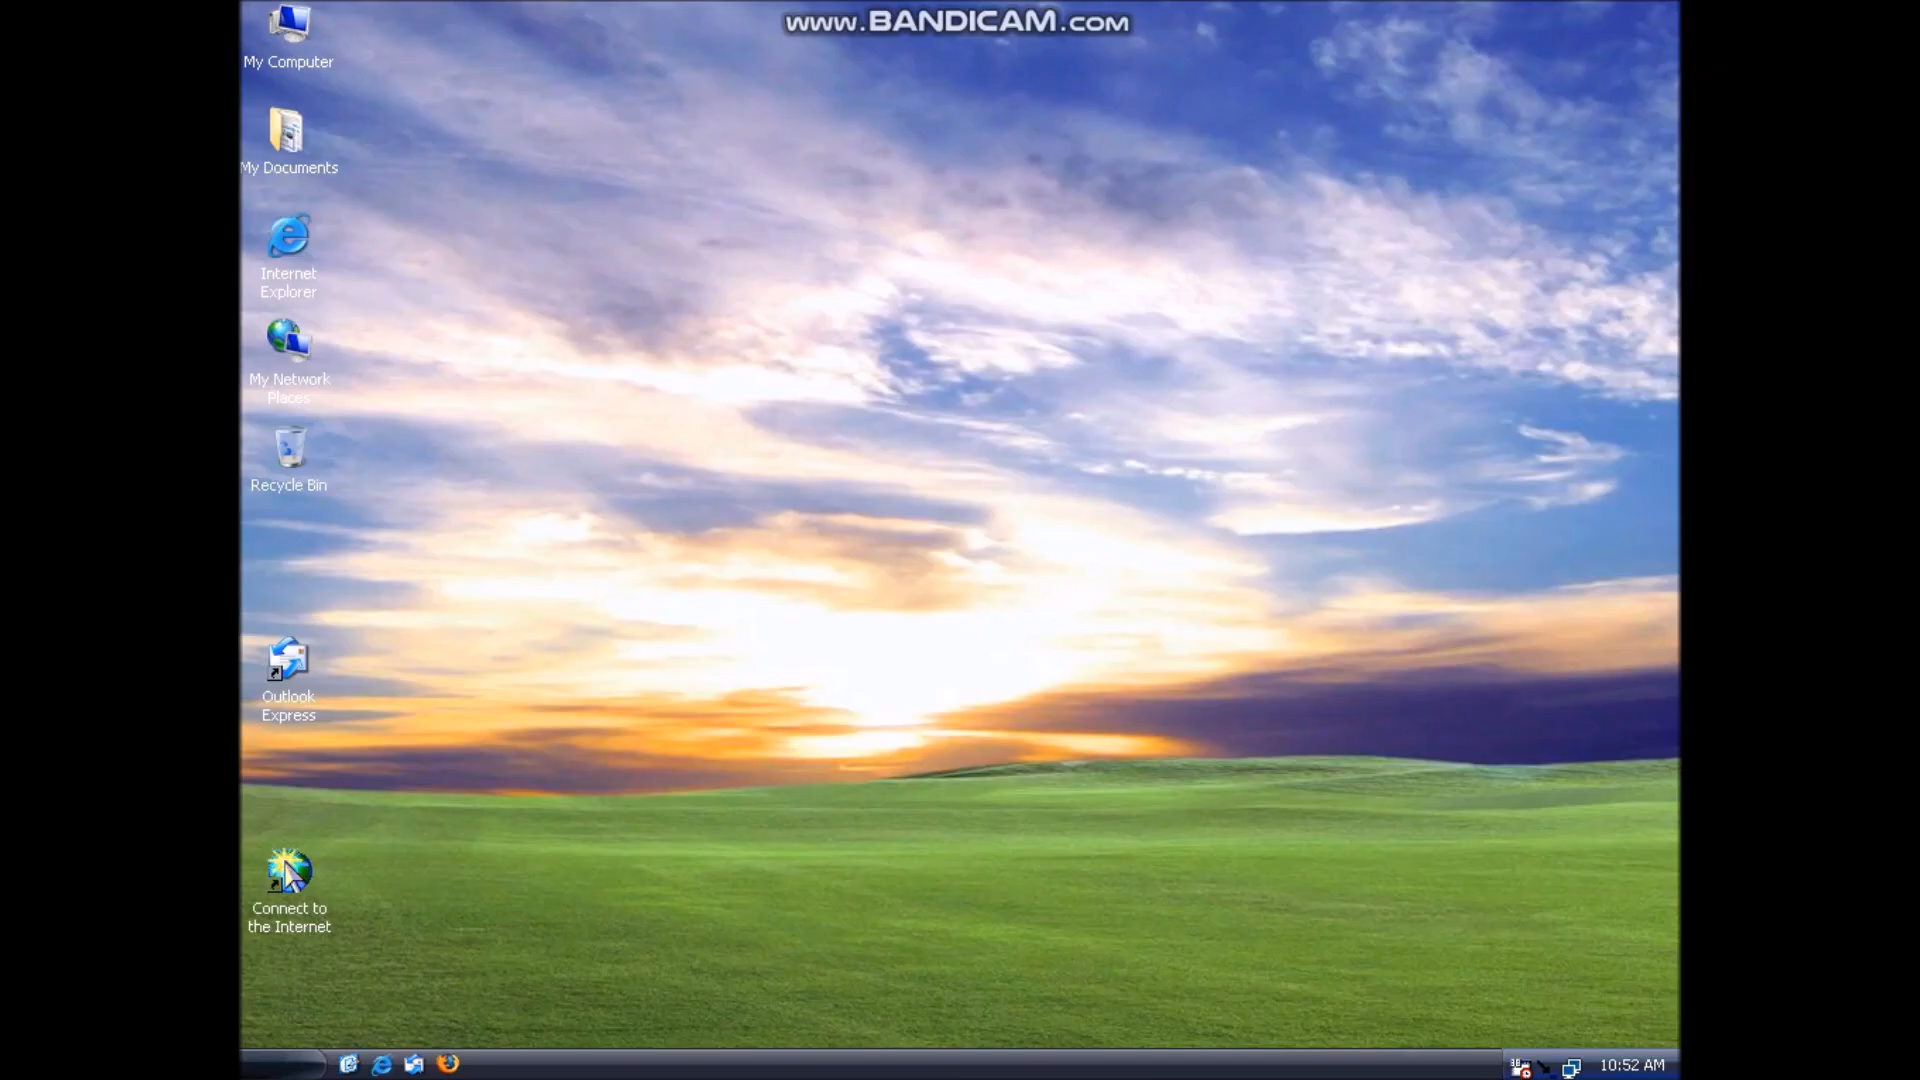 www.BANDICAM.com
My Computer
My Documents
Internet
Explorer
My Network
Places
Recycle Bin
Outlook
Express
Connect to
the Internet
10:52 AM